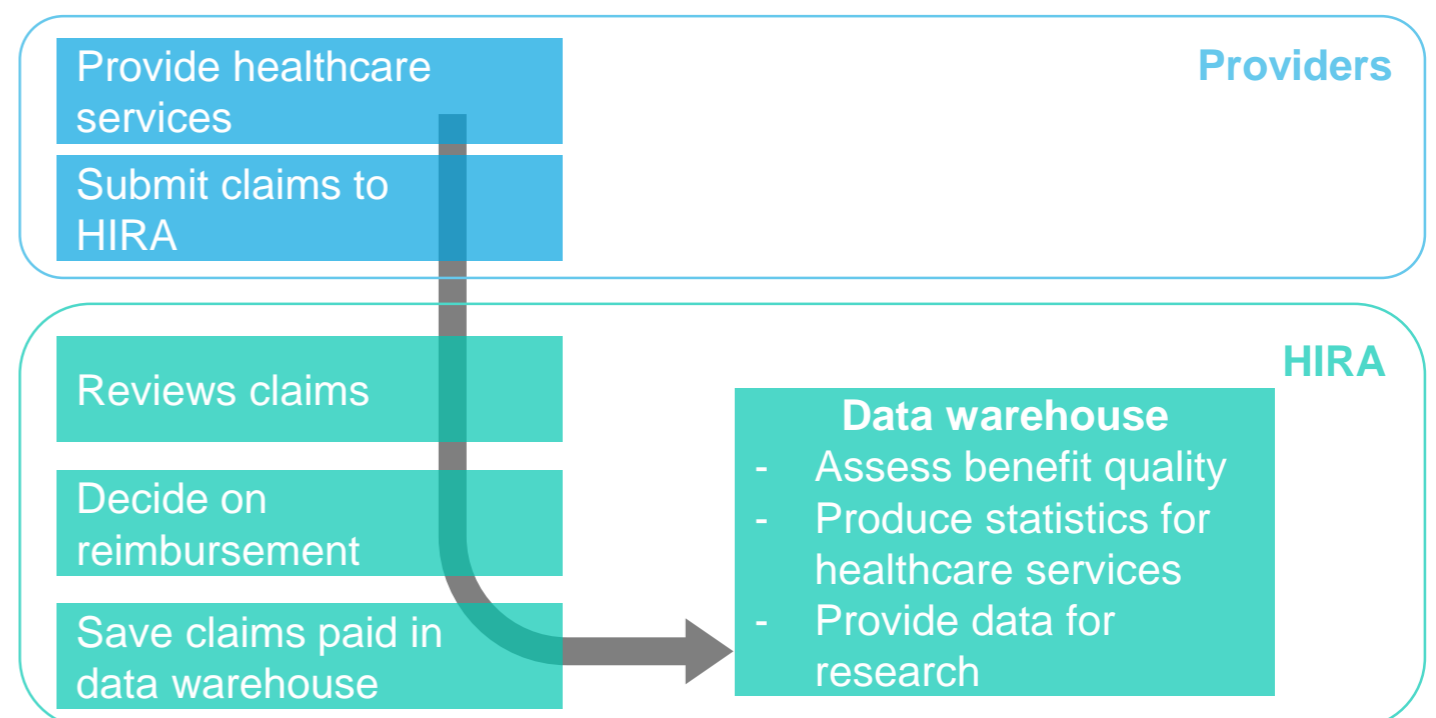 Providers
Provide healthcare
services
Submit claims to
HIRA
HIRA
Reviews claims
Decide on
reimbursement
Save claims paid in
data warehouse
Data warehouse
- Assess benefit quality
- Produce statistics for
healthcare services
- Provide data for
research